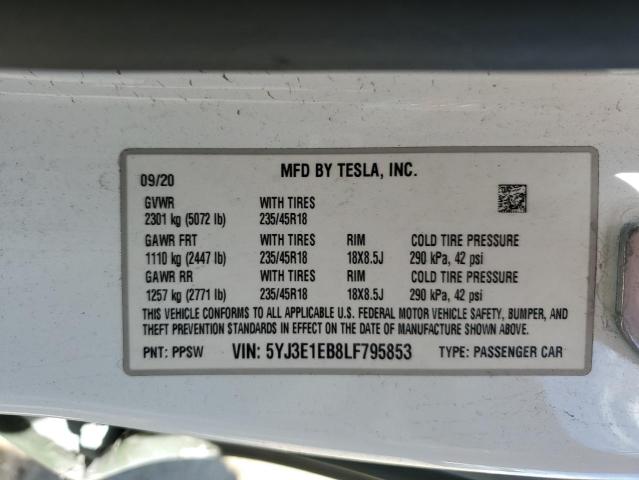 09/20 MFD BY TESLA, INC.
GVWR WITH TIRES
2301 kg (5072 lb) 235/45R18
GAWR FRT WITH TIRES RIM COLD TIRE PRESSURE
1110 kg (2447 lb) 235/45R18 18X8.5J 290 kPa, 42 psi
GAWR RR WITH TIRES RIM COLD TIRE PRESSURE
1257 kg (2771 lb) 235/45R18 18X8.5J 290 kPa, 42 psi
THIS VEHICLE CONFORMS TO ALL APPLICABLE U.S. FEDERAL MOTOR VEHICLE SAFETY, BUMPER, AND
THEFT PREVENTION STANDARDS IN EFFECT ON THE DATE OF MANUFACTURE SHOWN ABOVE.
PNT: PPSW VIN: 5YJ3E1EB8LF795853 TYPE: PASSENGER CAR